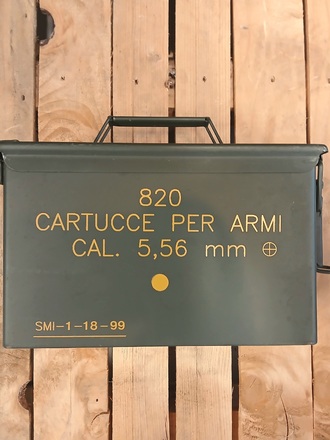 820
CARTUCCE PER ARMI
CAL. 5,56 mm ⊕
SMI-1-18-99